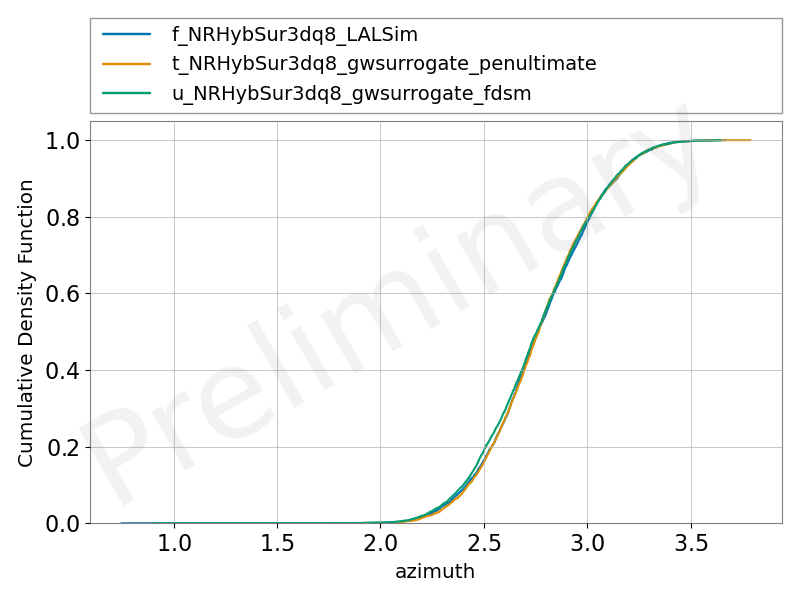 f_NRHybSur3dq8_LALSim
t_NRHybSur3dq8_gwsurrogate_penultimate
u_NRHybSur3dq8_gwsurrogate_fdsm
Preliminary
Cumulative Density Function
1.0
0.8
0.6
0.4
0.2
0.0
1.0 1.5 2.0 2.5 3.0 3.5
azimuth